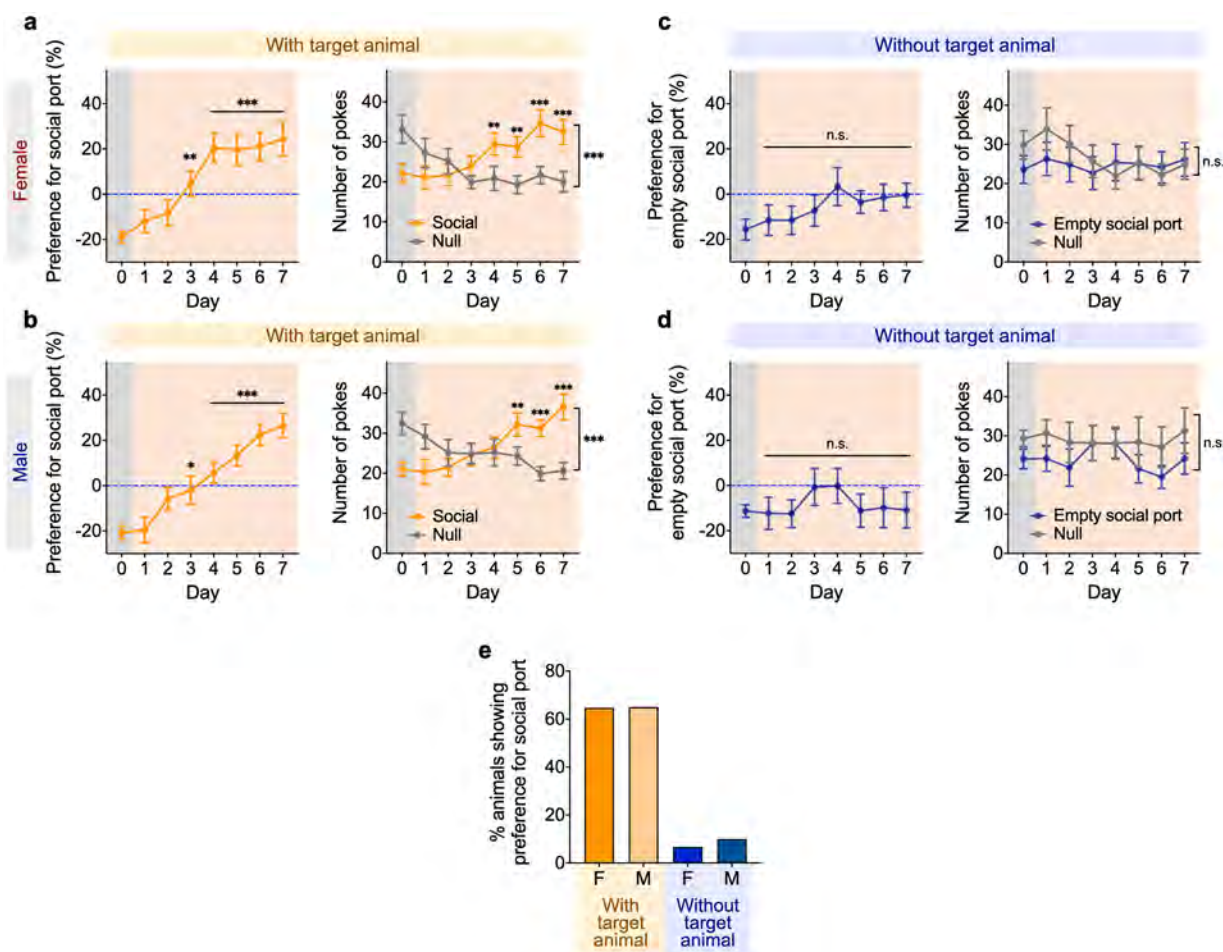 a
With target animal
Female
Preference for social port (%)
40
20
0
-20
0 1 2 3 4 5 6 7
Day
**
***
Number of pokes
40
30
20
10
0
0 1 2 3 4 5 6 7
Day
**
**
***
***
***
Social
Null
c
Without target animal
Preference for
empty social port (%)
40
20
0
-20
0 1 2 3 4 5 6 7
Day
n.s.
Number of pokes
40
30
20
10
0
0 1 2 3 4 5 6 7
Day
n.s.
Empty social port
Null
b
With target animal
Male
Preference for social port (%)
40
20
0
-20
0 1 2 3 4 5 6 7
Day
*
***
Number of pokes
40
30
20
10
0
0 1 2 3 4 5 6 7
Day
**
***
***
***
Social
Null
d
Without target animal
Preference for
empty social port (%)
40
20
0
-20
0 1 2 3 4 5 6 7
Day
n.s.
Number of pokes
40
30
20
10
0
0 1 2 3 4 5 6 7
Day
n.s
Empty social port
Null
e
% animals showing
preference for social port
80
60
40
20
0
F M F M
With
target
animal
Without
target
animal